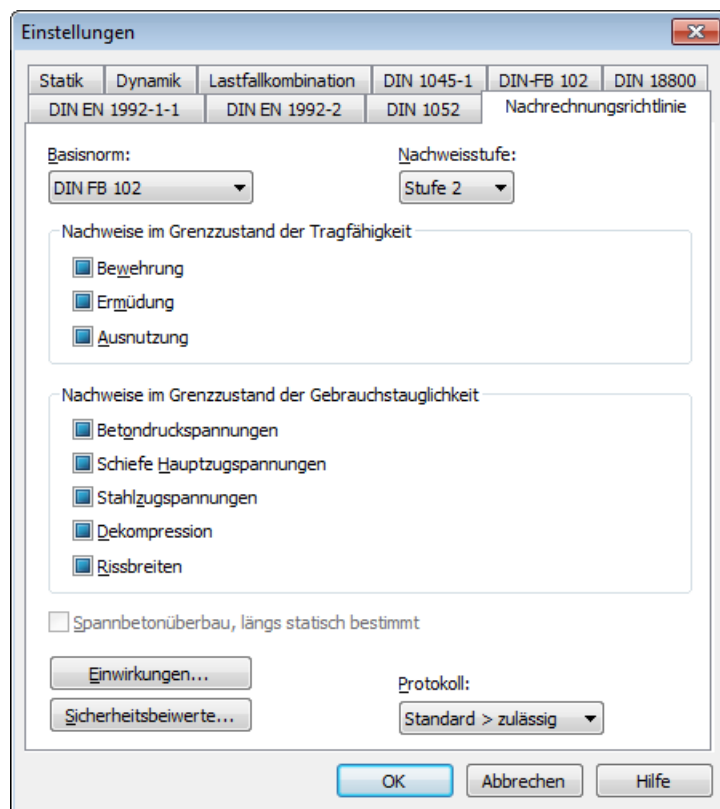 Einstellungen
Statik Dynamik Lastfallkombination DIN 1045-1 DIN-FB 102 DIN 18800
DIN EN 1992-1-1 DIN EN 1992-2 DIN 1052 Nachrechnungsrichtlinie
Basisnorm: Nachweisstufe:
DIN FB 102 Stufe 2
Nachweise im Grenzzustand der Tragfähigkeit
Bewehrung
Ermüdung
Ausnutzung
Nachweise im Grenzzustand der Gebrauchstauglichkeit
Betondruckspannungen
Schiefe Hauptzugspannungen
Stahlzugspannungen
Dekompression
Rissbreiten
Spannbetonüberbau, längs statisch bestimmt
Einwirkungen... Protokoll:
Sicherheitsbeiwerte... Standard > zulässig
OK Abbrechen Hilfe